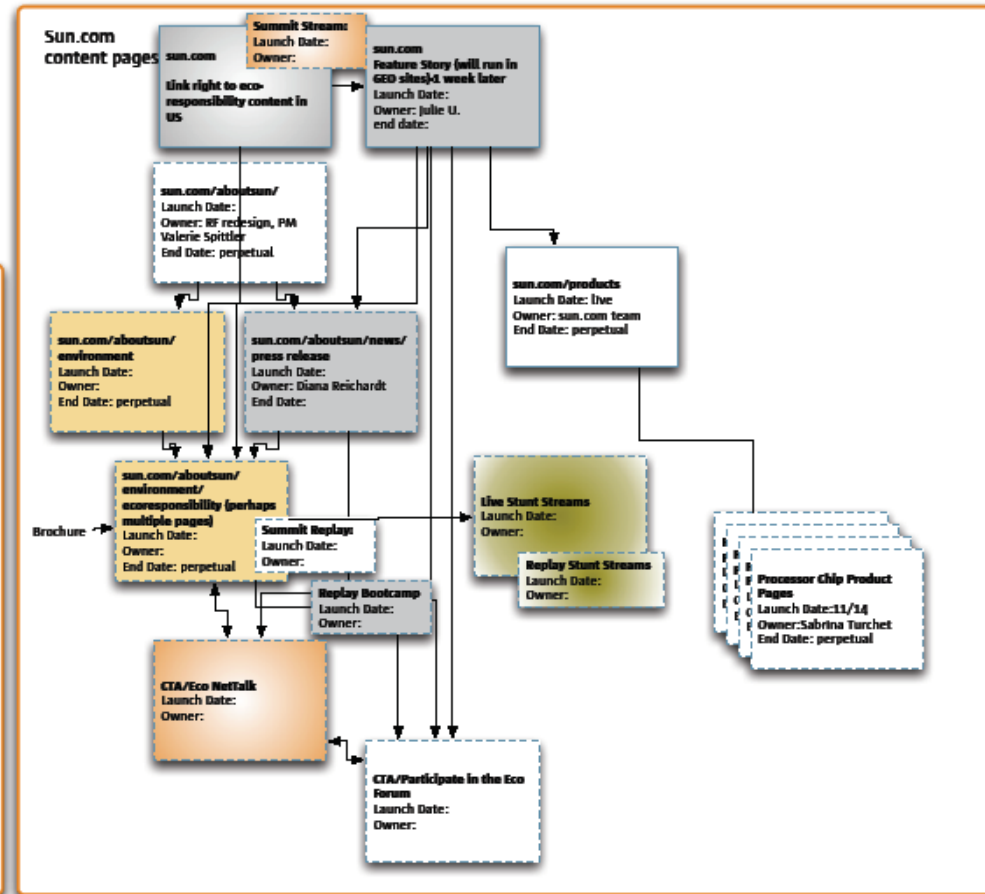 Sun.com
content pages
Summit Stream:
Launch Date:
Owner:
sun.com
Link right to eco-
responsibility content in
US
sun.com
Feature Story (will run in
GEO sites)-1 week later
Launch Date:
Owner: Julie U.
end date:
sun.com/aboutsun/
Launch Date:
Owner: RF redesign, PM
Valerie Spittler
End Date: perpetual
sun.com/products
Launch Date: live
Owner: sun.com team
End Date: perpetual
sun.com/aboutsun/
environment
Launch Date:
Owner:
End Date: perpetual
sun.com/aboutsun/news/
press release
Launch Date:
Owner: Diana Reichardt
End Date:
sun.com/aboutsun/
environment/
ecoresponsibility (perhaps
multiple pages)
Launch Date:
Owner:
End Date: perpetual
Brochure
Summit Replay:
Launch Date:
Owner:
Live Stunt Streams
Launch Date:
Owner:
Replay Stunt Streams
Launch Date:
Owner:
Replay Bootcamp
Launch Date:
Owner:
Processor Chip Product
Pages
Launch Date:11/14
Owner:Sabrina Turchet
End Date: perpetual
CTA/Eco NetTalk
Launch Date:
Owner:
CTA/Participate in the Eco
Forum
Launch Date:
Owner: